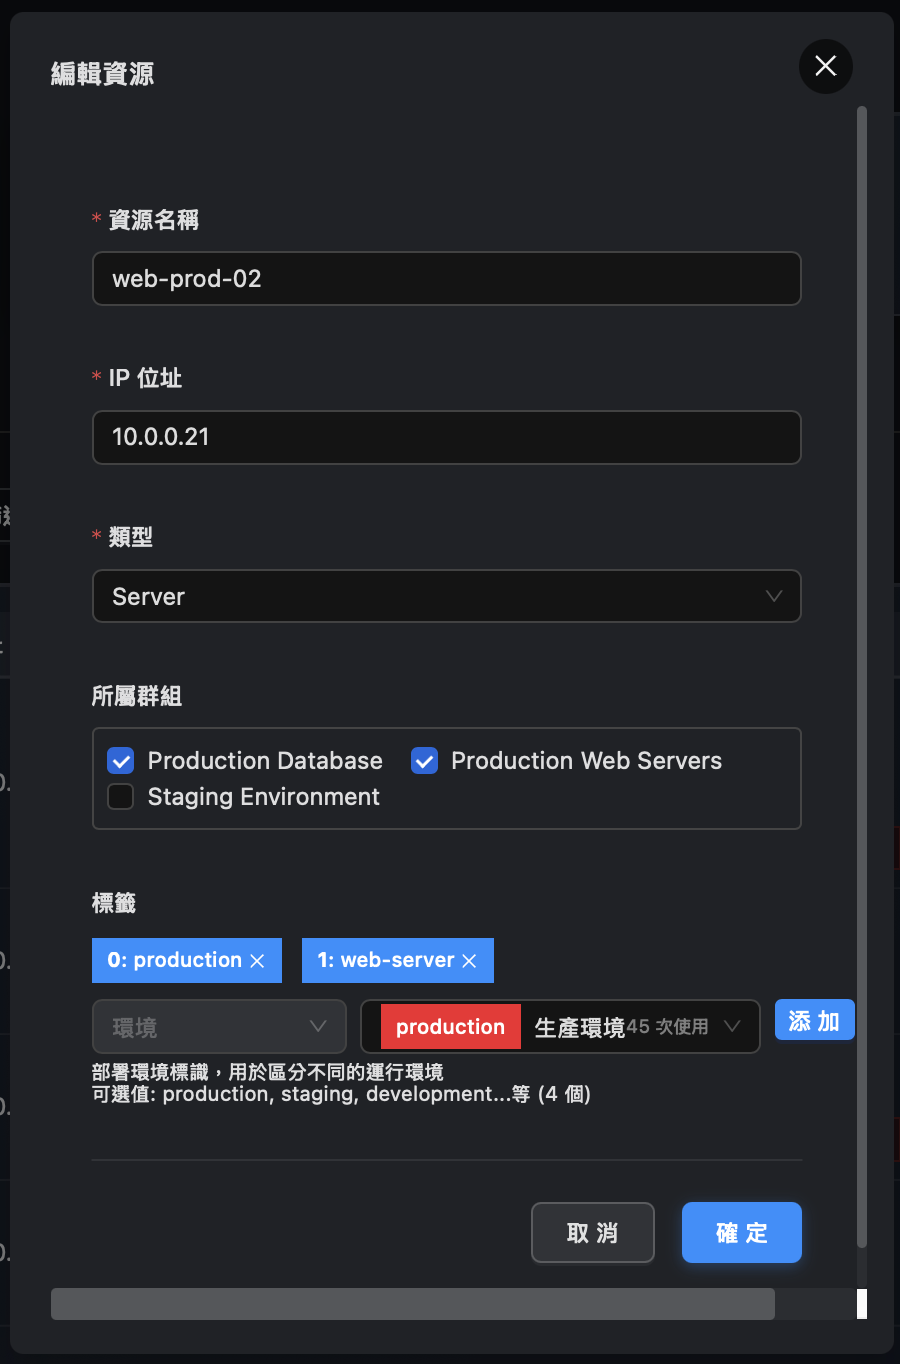 編輯資源
* 資源名稱
web-prod-02
* IP 位址
10.0.0.21
* 類型
Server
所屬群組
Production Database Production Web Servers
Staging Environment
標籤
0: production 1: web-server
環境 production 生產環境45 次使用 添 加
部署環境標識，用於區分不同的運行環境
可選值: production, staging, development...等 (4 個)
取 消 確 定